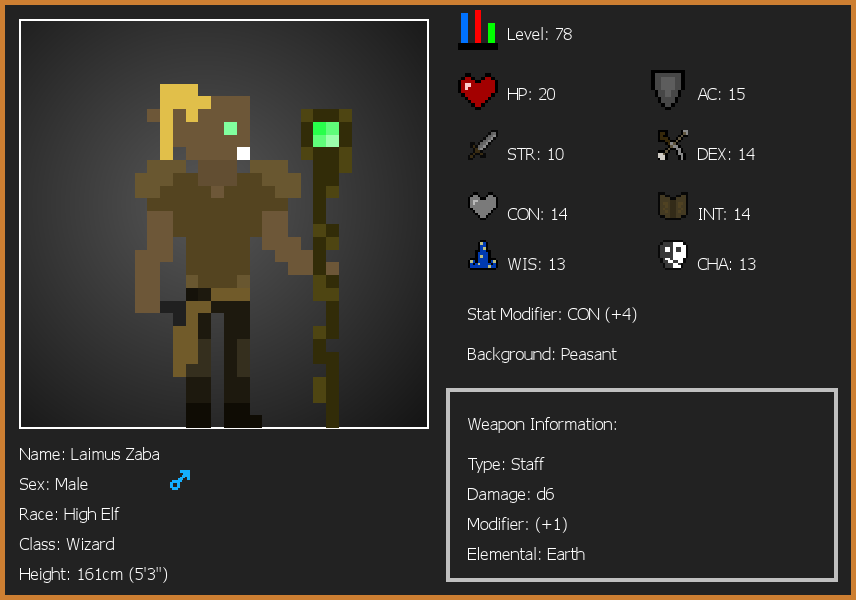 Level: 78
HP: 20
AC: 15
STR: 10
DEX: 14
CON: 14
INT: 14
WIS: 13
CHA: 13
Stat Modifier: CON (+4)
Background: Peasant
Weapon Information:
Type: Staff
Damage: d6
Modifier: (+1)
Elemental: Earth
Name: Laimus Zaba
Sex: Male
Race: High Elf
Class: Wizard
Height: 161cm (5'3")